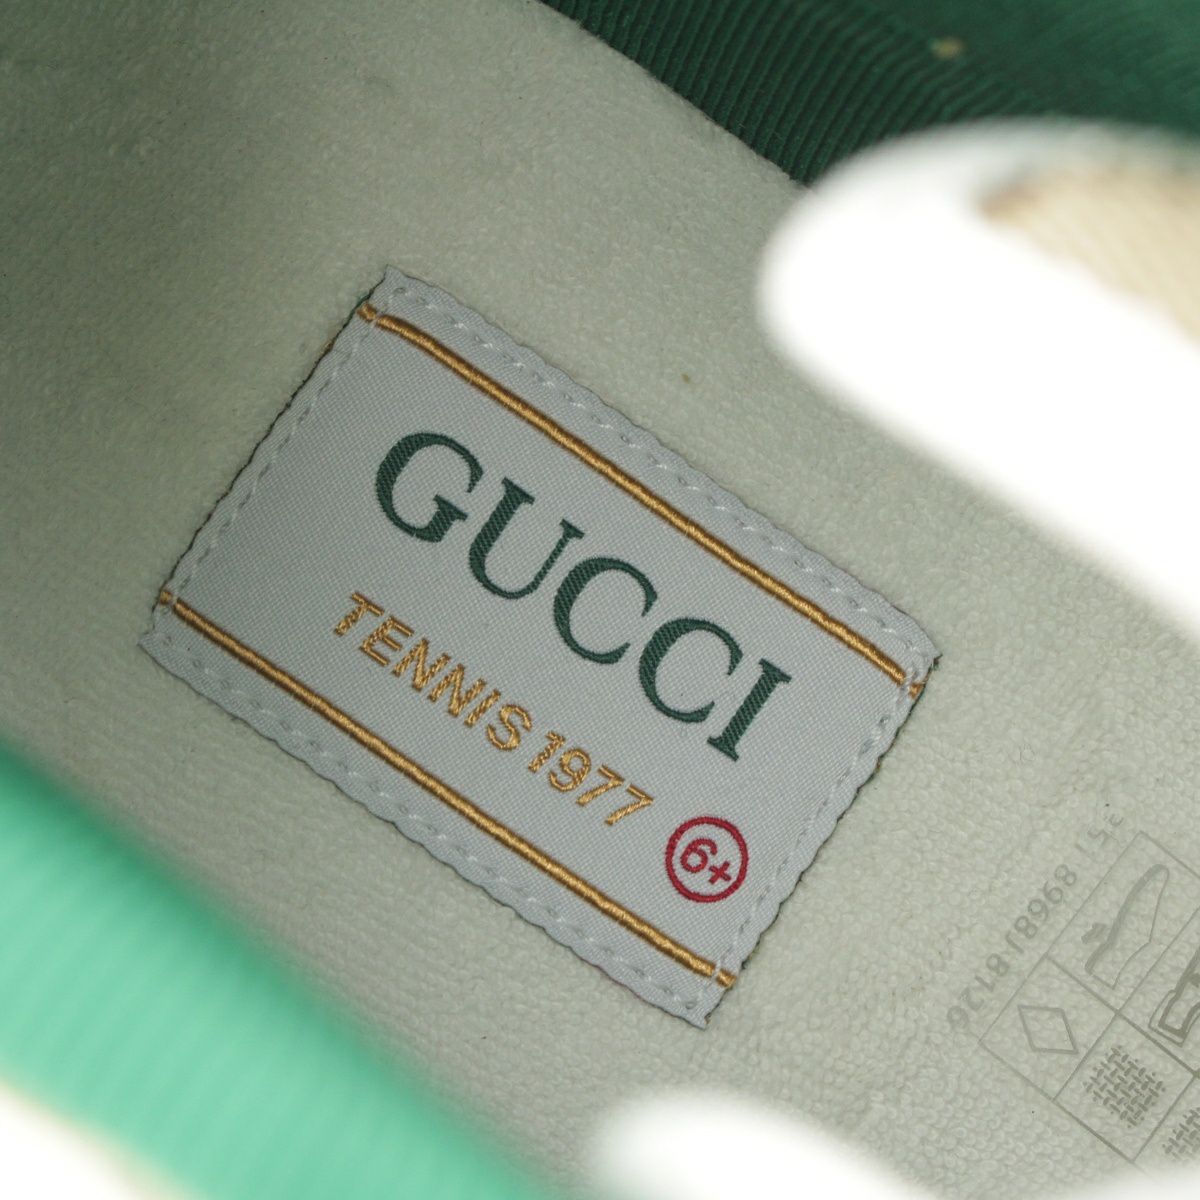 GUCCI
TENNIS 1977
6+